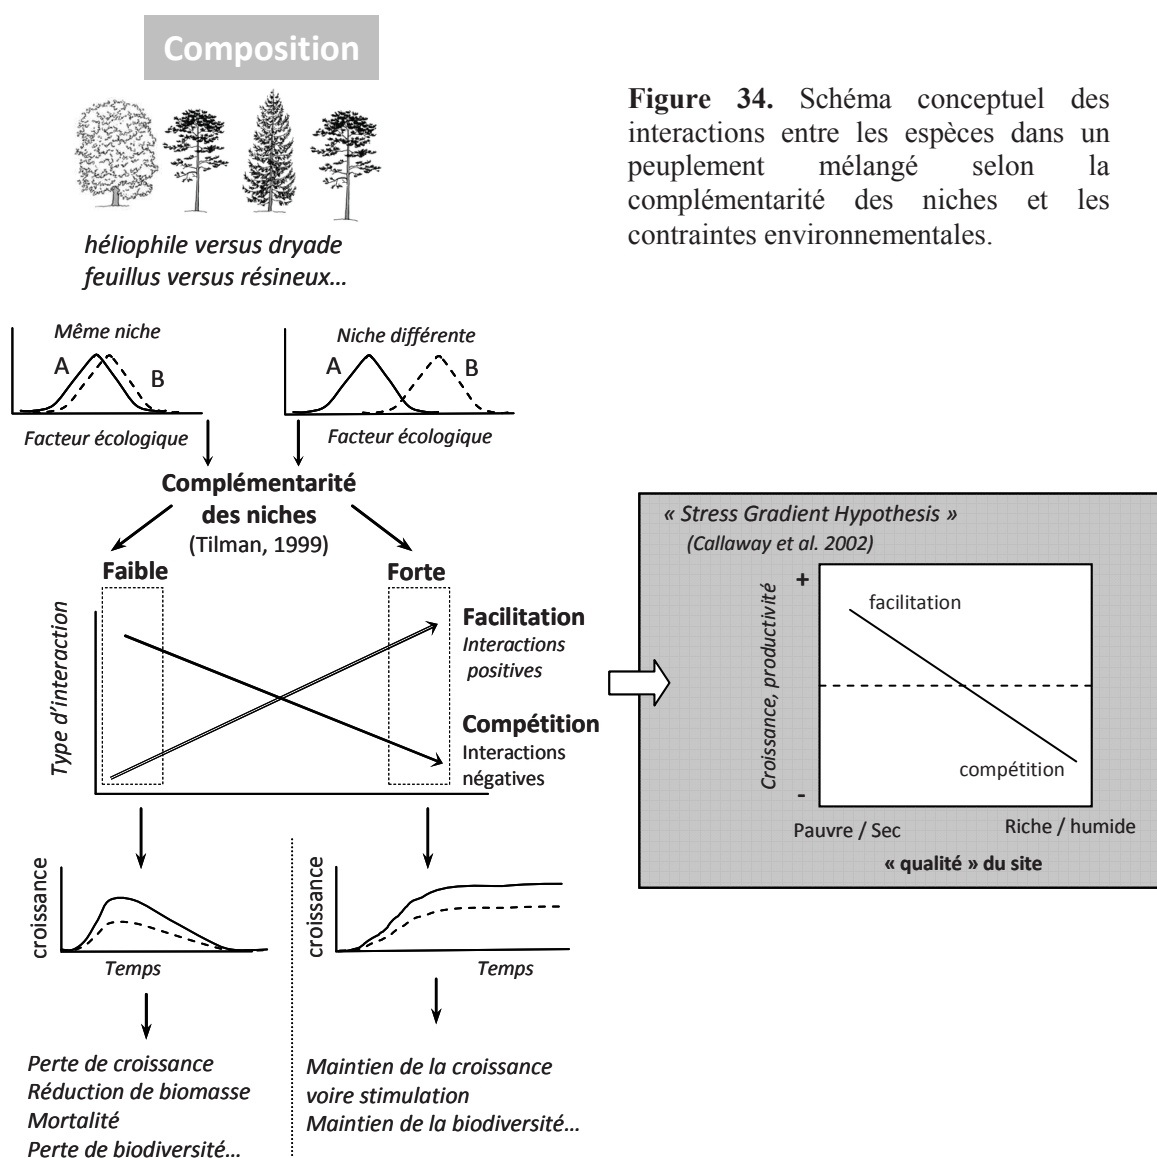 Composition
Figure 34. Schéma conceptuel des
interactions entre les espèces dans un
peuplement mélangé selon la
complémentarité des niches et les
contraintes environnementales.
héliophile versus dryade
feuillus versus résineux...
Même niche
A
B
Facteur écologique
Niche différente
A
B
Facteur écologique
Complémentarité
des niches
(Tilman, 1999)
Faible
Forte
Type d'interaction
Facilitation
Interactions
positives
Compétition
Interactions
négatives
« Stress Gradient Hypothesis »
(Callaway et al. 2002)
Croissance, productivité
+
-
facilitation
compétition
Pauvre / Sec
Riche / humide
« qualité » du site
croissance
Temps
croissance
Temps
Perte de croissance
Réduction de biomasse
Mortalité
Perte de biodiversité...
Maintien de la croissance
voire stimulation
Maintien de la biodiversité...